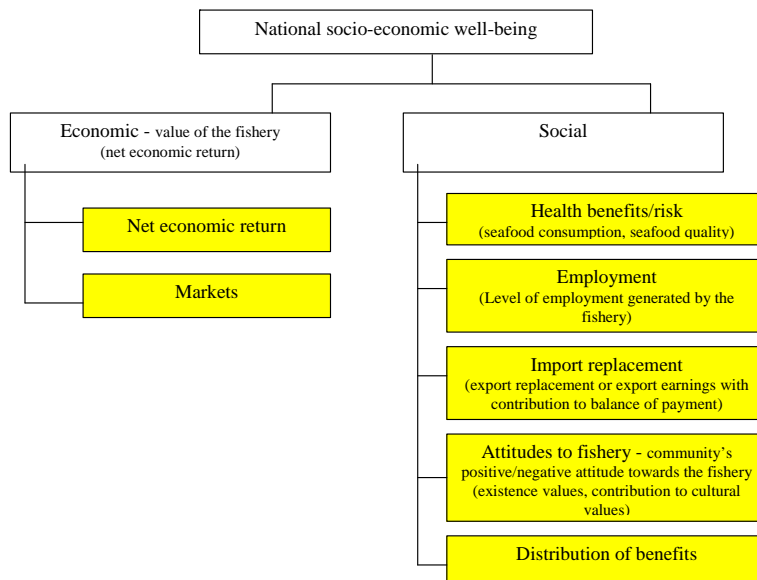 National socio-economic well-being
Economic - value of the fishery
(net economic return)
Net economic return
Markets
Social
Health benefits/risk
(seafood consumption, seafood quality)
Employment
(Level of employment generated by the
fishery)
Import replacement
(export replacement or export earnings with
contribution to balance of payment)
Attitudes to fishery - community's
positive/negative attitude towards the fishery
(existence values, contribution to cultural
values)
Distribution of benefits